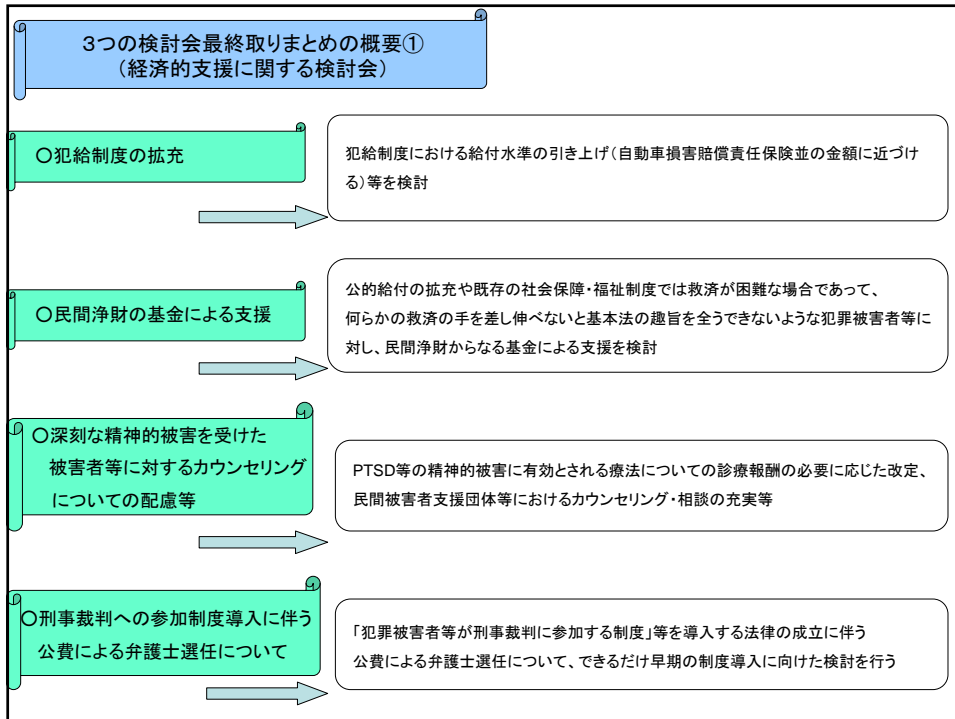 3つの検討会最終取りまとめの概要①
(経済的支援に関する検討会)
○犯給制度の拡充
犯給制度における給付水準の引き上げ(自動車損害賠償責任保険並の金額に近づけ
る)等を検討
○民間浄財の基金による支援
公的給付の拡充や既存の社会保障・福祉制度では救済が困難な場合であって、
何らかの救済の手を差し伸べないと基本法の趣旨を全うできないような犯罪被害者等に
対し、民間浄財からなる基金による支援を検討
○深刻な精神的被害を受けた
被害者等に対するカウンセリング
についての配慮等
PTSD等の精神的被害に有効とされる療法についての診療報酬の必要に応じた改定、
民間被害者支援団体等におけるカウンセリング・相談の充実等
○刑事裁判への参加制度導入に伴う
公費による弁護士選任について
「犯罪被害者等が刑事裁判に参加する制度」等を導入する法律の成立に伴う
公費による弁護士選任について、できるだけ早期の制度導入に向けた検討を行う